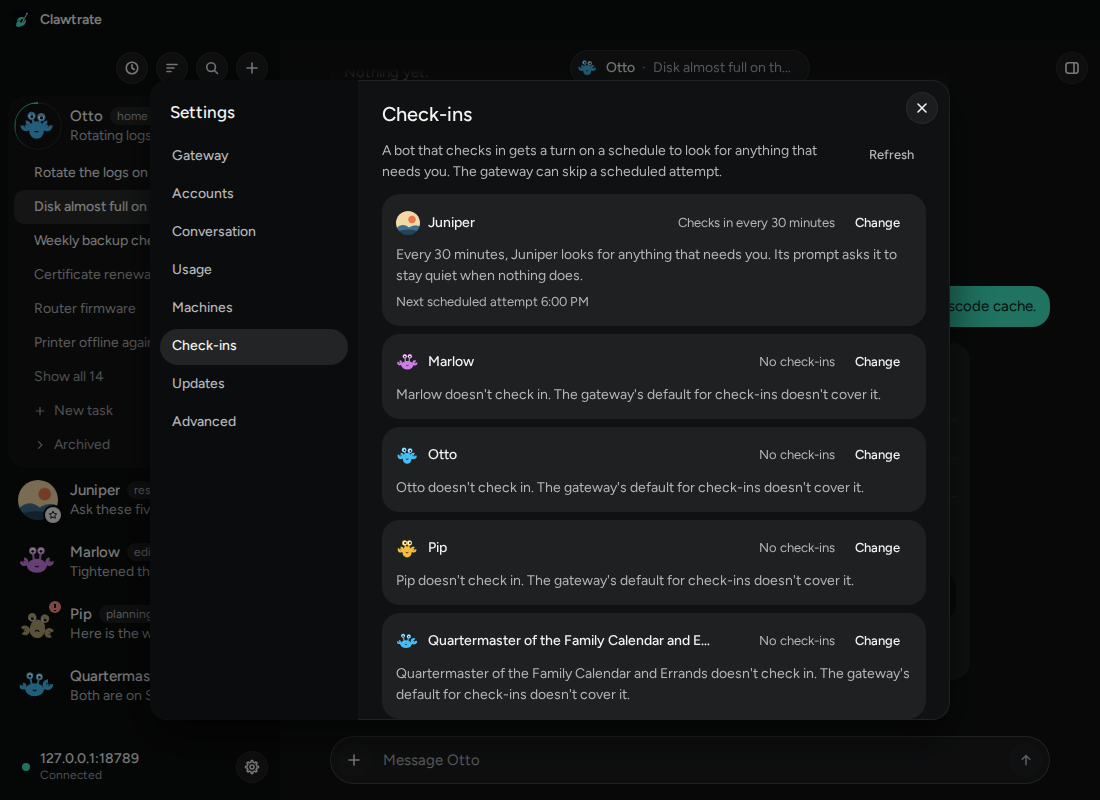 Clawtrate
Nothing yet.
Otto · Disk almost full on th...
Otto home
Rotating logs
Rotate the logs on
Disk almost full on
Weekly backup che
Certificate renewa
Router firmware
Printer offline again
Show all 14
+ New task
Archived
Juniper res
Ask these fiv
Marlow edi
Tightened th
Pip planning
Here is the w
Quartermas
Both are on S
127.0.0.1:18789
Connected
Settings
Gateway
Accounts
Conversation
Usage
Machines
Check-ins
Updates
Advanced
Check-ins
A bot that checks in gets a turn on a schedule to look for anything that
needs you. The gateway can skip a scheduled attempt.
Refresh
Juniper
Checks in every 30 minutes
Change
Every 30 minutes, Juniper looks for anything that needs you. Its prompt asks it to
stay quiet when nothing does.
Next scheduled attempt 6:00 PM
Marlow
No check-ins
Change
Marlow doesn't check in. The gateway's default for check-ins doesn't cover it.
Otto
No check-ins
Change
Otto doesn't check in. The gateway's default for check-ins doesn't cover it.
Pip
No check-ins
Change
Pip doesn't check in. The gateway's default for check-ins doesn't cover it.
Quartermaster of the Family Calendar and E...
No check-ins
Change
Quartermaster of the Family Calendar and Errands doesn't check in. The gateway's
default for check-ins doesn't cover it.
scode cache.
Message Otto